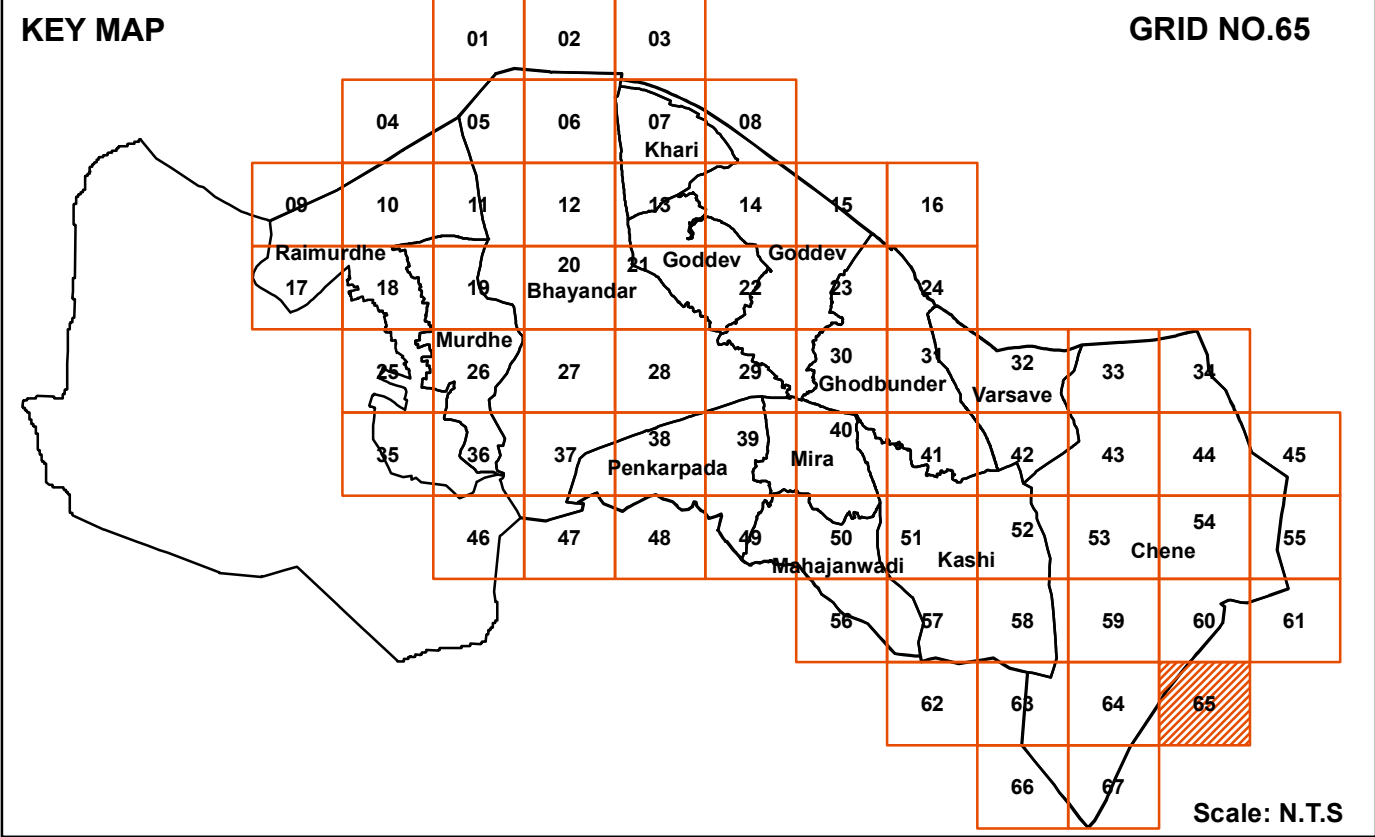 KEY MAP
GRID NO.65
01 02 03
04 05 06 07 08
Khari
09 10 11 12 13 14 15 16
Raimurdhe Goddev Goddev
17 18 19 20 21 22 23 24
Bhayandar
Murdhe
25 26 27 28 29 30 31 32 33 34
Ghodbunder
Varsave
35 36 37 38 39 40 41 42 43 44 45
Penkarpada Mira
46 47 48 49 50 51 52 53 54 55
Mahajanwadi Kashi Chene
56 57 58 59 60 61
62 63 64 65
66 67
Scale: N.T.S